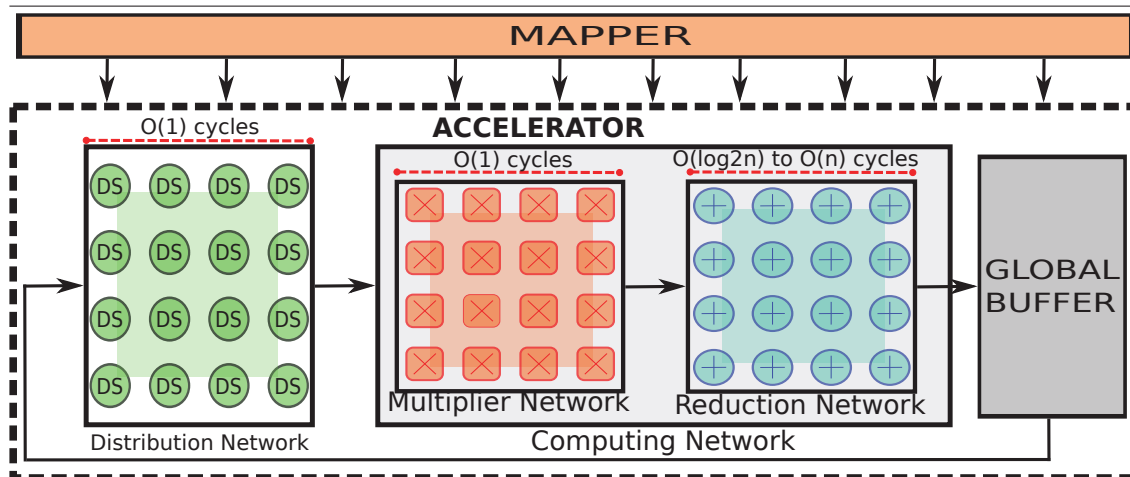 MAPPER
ACCELERATOR
O(1) cycles
O(1) cycles
O(log2n) to O(n) cycles
DS DS DS DS
DS DS DS DS
DS DS DS DS
DS DS DS DS
GLOBAL
BUFFER
Multiplier Network
Reduction Network
Distribution Network
Computing Network